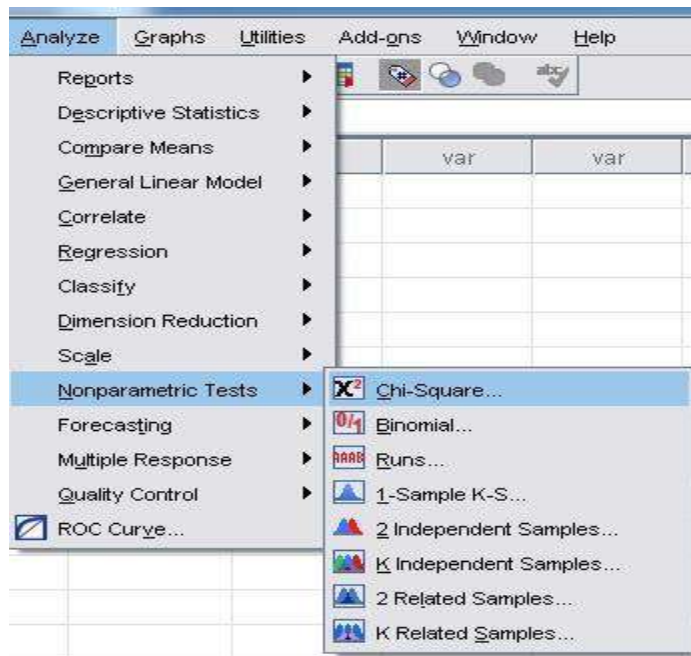 Analyze Graphs Utilities Add-ons Window Help
Reports
Descriptive Statistics
Compare Means
var var
General Linear Model
Correlate
Regression
Classify
Dimension Reduction
Scale
Nonparametric Tests
Forecasting
Multiple Response
Quality Control
ROC Curve...
Chi-Square...
Binomial...
Runs...
1-Sample K-S...
2 Independent Samples...
K Independent Samples...
2 Related Samples...
K Related Samples...